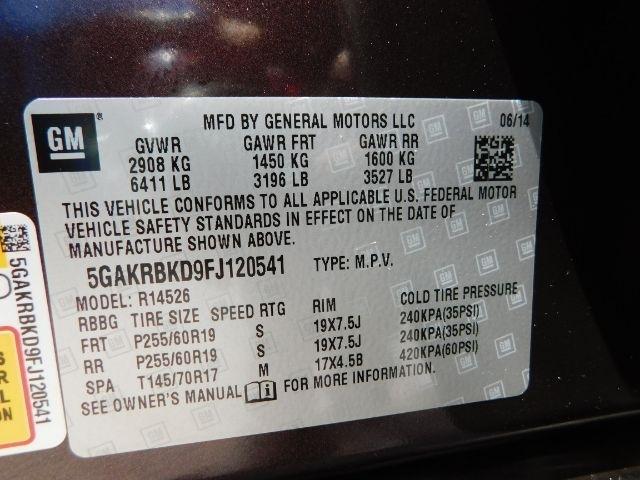 GM
MFD BY GENERAL MOTORS LLC 06/14
GVWR GAWR FRT GAWR RR
2908 KG 1450 KG 1600 KG
6411 LB 3196 LB 3527 LB
THIS VEHICLE CONFORMS TO ALL APPLICABLE U.S. FEDERAL MOTOR
VEHICLE SAFETY STANDARDS IN EFFECT ON THE DATE OF
MANUFACTURE SHOWN ABOVE.
5GAKRBKD9FJ120541 TYPE: M.P.V.
MODEL: R14526
RBBG TIRE SIZE SPEED RTG RIM COLD TIRE PRESSURE
FRT P255/60R19 S 19X7.5J 240KPA(35PSI)
RR P255/60R19 S 19X7.5J 240KPA(35PSI)
SPA T145/70R17 M 17X4.5B 420KPA(60PSI)
SEE OWNER'S MANUAL i FOR MORE INFORMATION.
5GAKRBKD9FJ120541